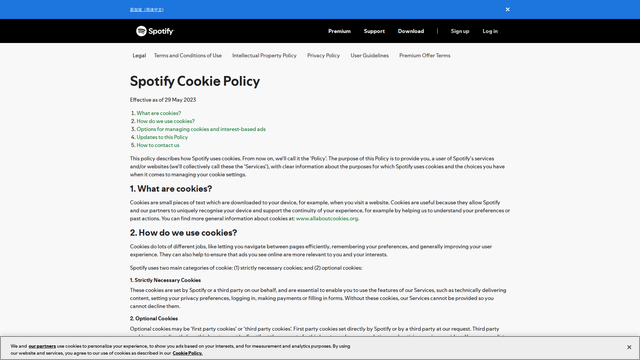 新加坡 (简体中文)
Spotify
Premium Support Download Sign up Log in
Legal Terms and Conditions of Use Intellectual Property Policy Privacy Policy User Guidelines Premium Offer Terms
Spotify Cookie Policy
Effective as of 29 May 2023
1. What are cookies?
2. How do we use cookies?
3. Options for managing cookies and interest-based ads
4. Updates to this Policy
5. How to contact us
This policy describes how Spotify uses cookies. From now on, we'll call it the 'Policy'. The purpose of this Policy is to provide you, a user of Spotify's services
and/or websites (we'll collectively call these the 'Services'), with clear information about the purposes for which Spotify uses cookies and the choices you have
when it comes to managing your cookie settings.
1. What are cookies?
Cookies are small pieces of text which are downloaded to your device, for example, when you visit a website. Cookies are useful because they allow Spotify
and our partners to uniquely recognise your device and support the continuity of your experience, for example by helping us to understand your preferences or
past actions. You can find more general information about cookies at: www.allaboutcookies.org.
2. How do we use cookies?
Cookies do lots of different jobs, like letting you navigate between pages efficiently, remembering your preferences, and generally improving your user
experience. They can also help to ensure that ads you see online are more relevant to you and your interests.
Spotify uses two main categories of cookie: (1) strictly necessary cookies; and (2) optional cookies:
1. Strictly Necessary Cookies
These cookies are set by Spotify or a third party on our behalf, and are essential to enable you to use the features of our Services, such as technically delivering
content, setting your privacy preferences, logging in, making payments or filling in forms. Without these cookies, our Services cannot be provided so you
cannot decline them.
2. Optional Cookies
Optional cookies may be 'first party cookies' or 'third party cookies'. First party cookies set directly by Spotify or by a third party at our request. Third party
We and our partners use cookies to personalize your experience, to show you ads based on your interests, and for measurement and analytics purposes. By using
our website and services, you agree to our use of cookies as described in our Cookie Policy.